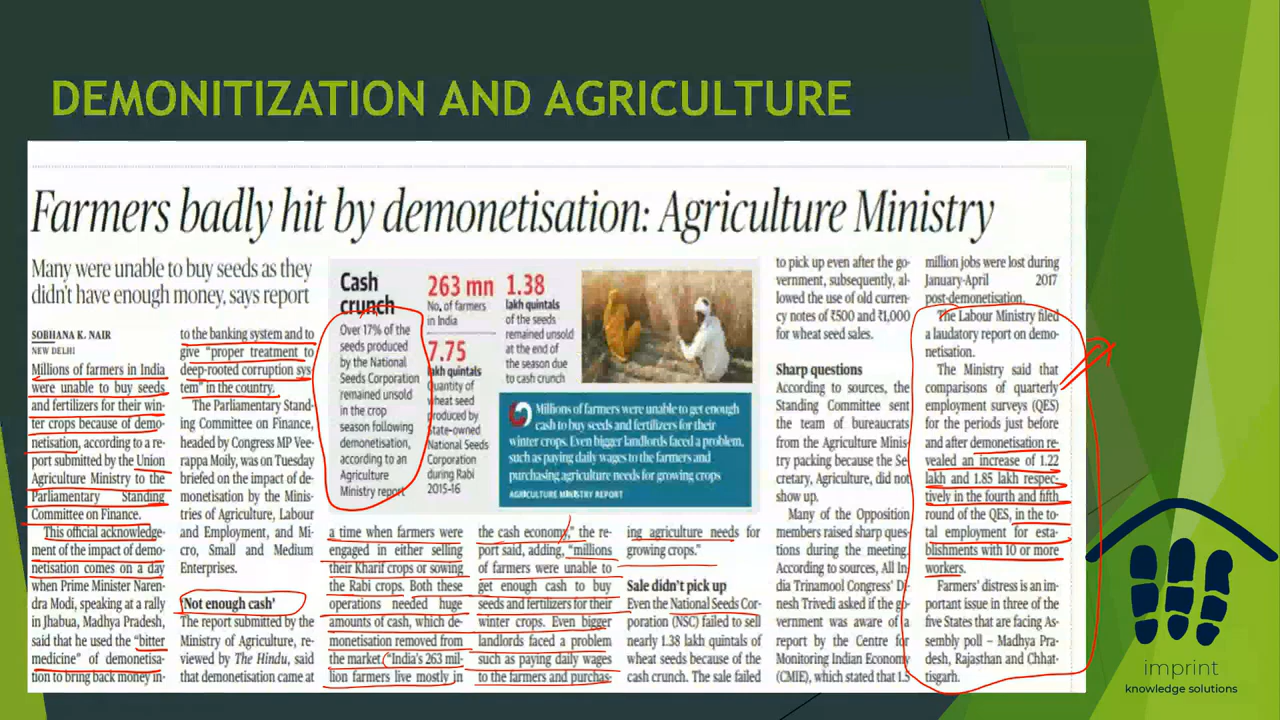 DEMONITIZATION AND AGRICULTURE
Farmers badly hit by demonetisation: Agriculture Ministry
Many were unable to buy seeds as they
didn't have enough money, says report
SOBHANA K. NAIR
NEW DELHI
Millions of farmers in India
were unable to buy seeds
and fertilizers for their win-
ter crops because of demo-
netisation, according to a re-
port submitted by the Union
Agriculture Ministry to the
Parliamentary Standing
Committee on Finance.
This official acknowledge-
ment of the impact of demo-
netisation comes on a day
when Prime Minister Naren-
dra Modi, speaking at a rally
in Jhabua, Madhya Pradesh,
said that he used the "bitter
medicine" of demonetisa-
tion to bring back money in-
to the banking system and to
give "proper treatment to
deep-rooted corruption sys
tem" in the country.
The Parliamentary Stand-
ing Committee on Finance,
headed by Congress MP Vee-
rappa Moily, was on Tuesday
briefed on the impact of de-
monetisation by the Minis-
tries of Agriculture, Labour
and Employment, and Mi-
cro, Small and Medium
Enterprises.
'Not enough cash'
The report submitted by the
Ministry of Agriculture, re-
viewed by The Hindu, said
that demonetisation came at
Cash
crunch
Over 17% of the
seeds produced
by the National
Seeds Corporation
remained unsold
in the crop
season following
demonetisation,
according to an
Agriculture
Ministry report
263 mn
No. of farmers
in India
7.75
lakh quintals
Quantity of
wheat seed
produced by
State-owned
National Seeds
Corporation
during Rabi
2015-16
1.38
lakh quintals
of the seeds
remained unsold
at the end of
the season due
to cash crunch
Millions of farmers were unable to get enough
cash to buy seeds and fertilizers for their
winter crops. Even bigger landlords faced a problem,
such as paying daily wages to the farmers and
purchasing agriculture needs for growing crops
AGRICULTURE MINISTRY REPORT
a time when farmers were
engaged in either selling
their Kharif crops or sowing
the Rabi crops. Both these
operations needed huge
amounts of cash, which de-
monetisation removed from
the market. "India's 263 mil-
lion farmers live mostly in
the cash economy," the re-
port said, adding, "millions
of farmers were unable to
get enough cash to buy
seeds and fertilizers for their
winter crops. Even bigger
landlords faced a problem
such as paying daily wages
to the farmers and purchas-
ing agriculture needs for
growing crops."
Sale didn't pick up
Even the National Seeds Cor-
poration (NSC) failed to sell
nearly 1.38 lakh quintals of
wheat seeds because of the
cash crunch. The sale failed
to pick up even after the go-
vernment, subsequently, al-
lowed the use of old curren-
cy notes of ₹500 and ₹1,000
for wheat seed sales.
Sharp questions
According to sources, the
Standing Committee sent
the team of bureaucrats
from the Agriculture Minis-
try packing because the Se-
cretary, Agriculture, did not
show up.
Many of the Opposition
members raised sharp ques-
tions during the meeting.
According to sources, All In-
dia Trinamool Congress' Di-
nesh Trivedi asked if the go-
vernment was aware of a
report by the Centre for
Monitoring Indian Economy
(CMIE), which stated that 1.5
million jobs were lost during
January-April 2017
post-demonetisation.
The Labour Ministry filed
a laudatory report on demo-
netisation.
The Ministry said that
comparisons of quarterly
employment surveys (QES)
for the periods just before
and after demonetisation re-
vealed an increase of 1.22
lakh and 1.85 lakh respec-
tively in the fourth and fifth
round of the QES, in the to-
tal employment for esta-
blishments with 10 or more
workers.
Farmers' distress is an im-
portant issue in three of the
five States that are facing As-
sembly poll – Madhya Pra-
desh, Rajasthan and Chhat-
tisgarh.
imprint
knowledge solutions